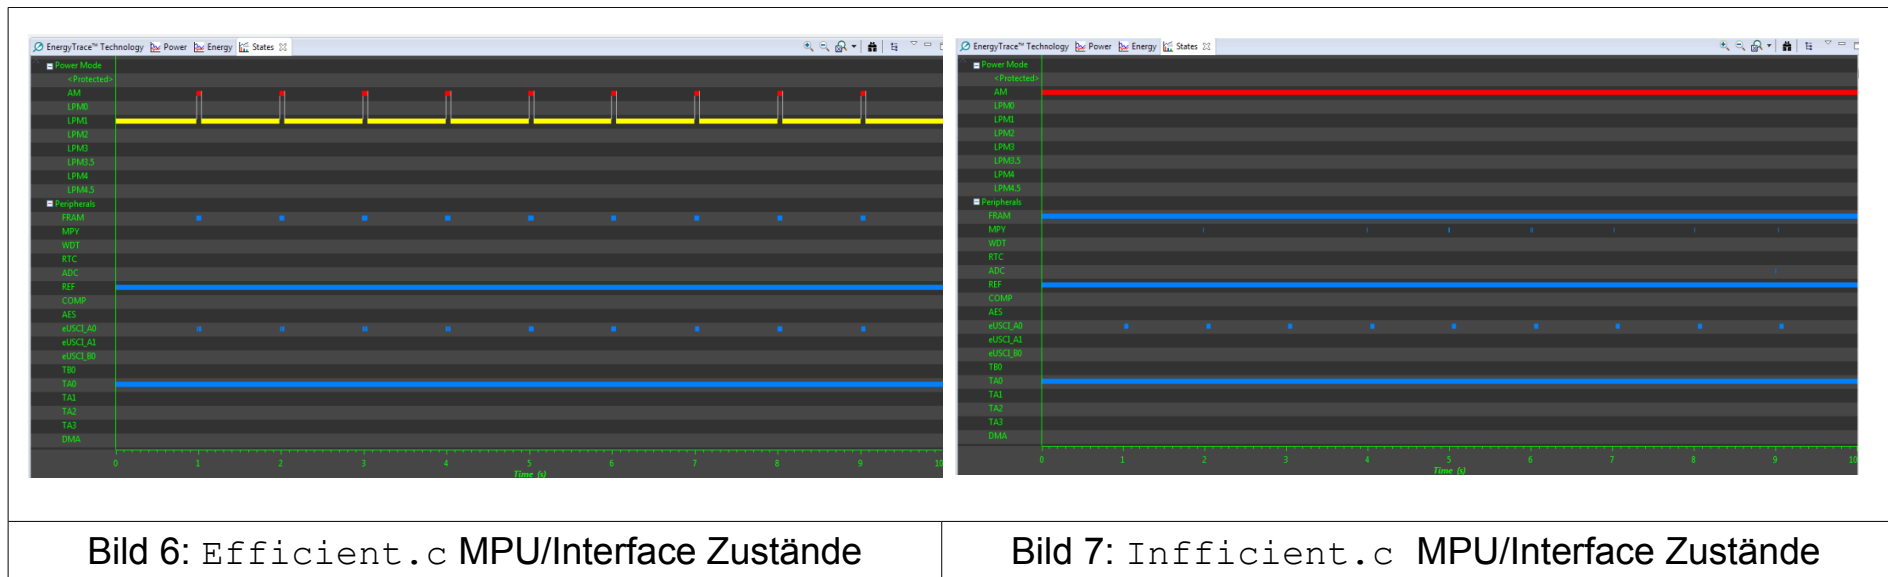 EnergyTrace™ Technology Power Energy States
Power Mode
<Protected>
AM
LPM0
LPM1
LPM2
LPM3
LPM3.5
LPM4
LPM4.5
Peripherals
FRAM
MPY
WDT
RTC
ADC
REF
COMP
AES
eUSCI_A0
eUSCI_A1
eUSCI_B0
TB0
TA0
TA1
TA2
TA3
DMA
0 1 2 3 4 5 6 7 8 9 10
Time (s)
Bild 6: Efficient.c MPU/Interface Zustände
EnergyTrace™ Technology Power Energy States
Power Mode
<Protected>
AM
LPM0
LPM1
LPM2
LPM3
LPM3.5
LPM4
LPM4.5
Peripherals
FRAM
MPY
WDT
RTC
ADC
REF
COMP
AES
eUSCI_A0
eUSCI_A1
eUSCI_B0
TB0
TA0
TA1
TA2
TA3
DMA
0 1 2 3 4 5 6 7 8 9 10
Time (s)
Bild 7: Infficient.c MPU/Interface Zustände